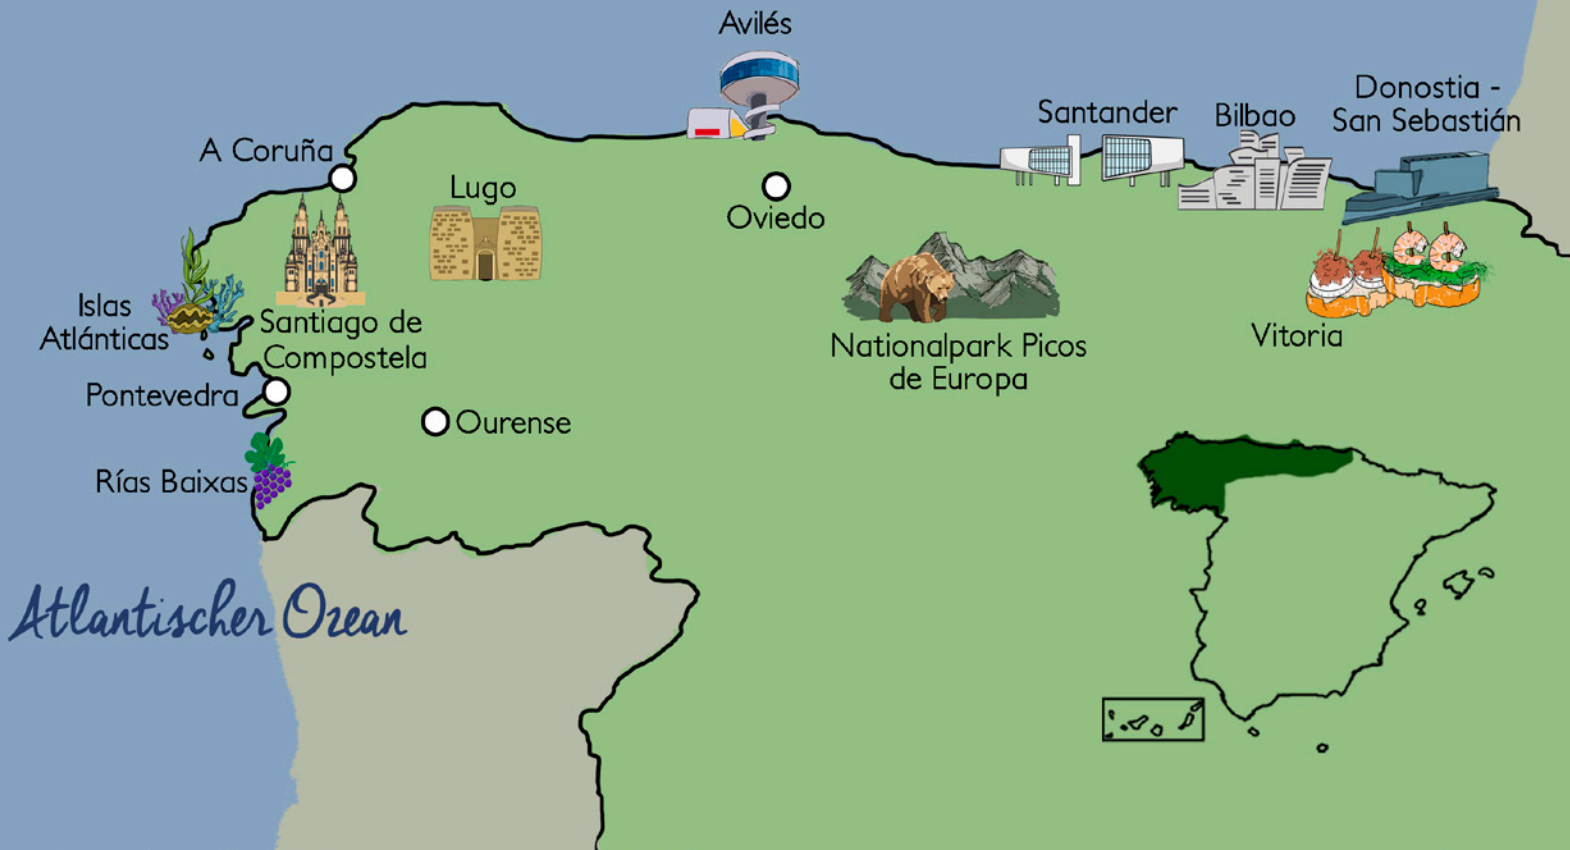 Avilés
Donostia -
San Sebastián
Santander
Bilbao
A Coruña
Lugo
Oviedo
Islas
Atlánticas
Santiago de
Compostela
Vitoria
Nationalpark Picos
de Europa
Pontevedra
Ourense
Rías Baixas
Atlantischer Ozean